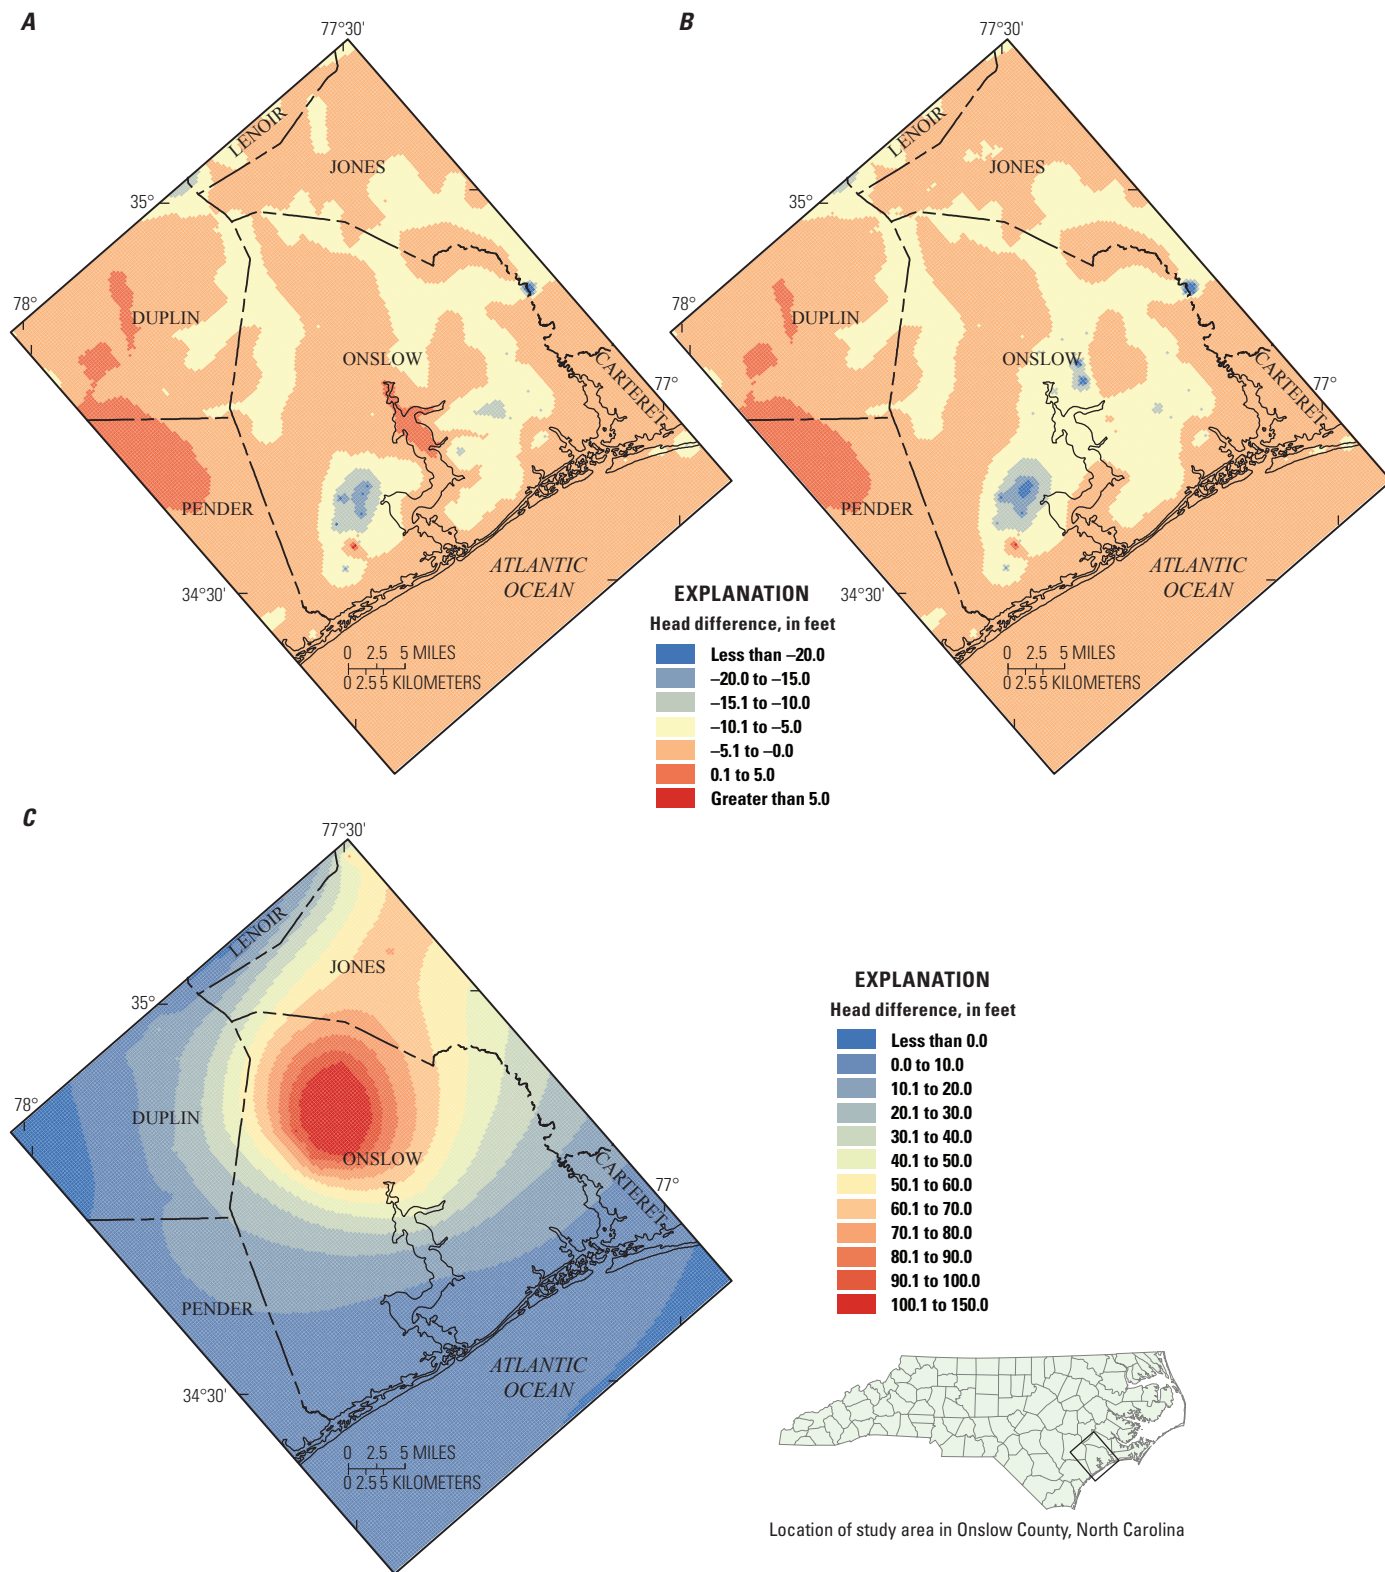 A
77°30'
LENOIR
JONES
35°
78°
DUPLIN
ONSLOW
CARTERET
77°
PENDER
ATLANTIC
OCEAN
34°30'
0 2.5 5 MILES
0 2.5 5 KILOMETERS
B
77°30'
LENOIR
JONES
35°
78°
DUPLIN
ONSLOW
CARTERET
77°
PENDER
ATLANTIC
OCEAN
34°30'
0 2.5 5 MILES
0 2.5 5 KILOMETERS
EXPLANATION
Head difference, in feet
Less than –20.0
–20.0 to –15.0
–15.1 to –10.0
–10.1 to –5.0
–5.1 to –0.0
0.1 to 5.0
Greater than 5.0
C
77°30'
LENOIR
JONES
35°
78°
DUPLIN
ONSLOW
CARTERET
77°
PENDER
ATLANTIC
OCEAN
34°30'
0 2.5 5 MILES
0 2.5 5 KILOMETERS
EXPLANATION
Head difference, in feet
Less than 0.0
0.0 to 10.0
10.1 to 20.0
20.1 to 30.0
30.1 to 40.0
40.1 to 50.0
50.1 to 60.0
60.1 to 70.0
70.1 to 80.0
80.1 to 90.0
90.1 to 100.0
100.1 to 150.0
Location of study area in Onslow County, North Carolina